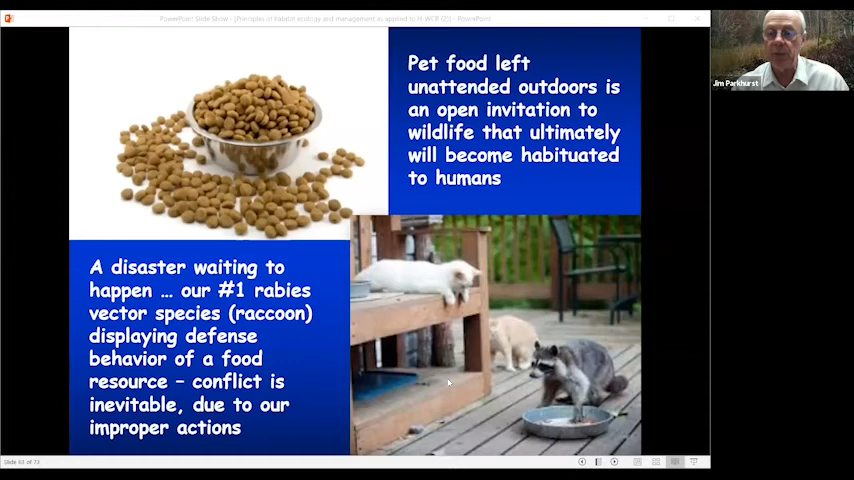 PowerPoint Slide Show - [Principles of habitat ecology and management as applied to H-WCR (2)] - PowerPoint
Jim Parkhurst
Pet food left
unattended outdoors is
an open invitation to
wildlife that ultimately
will become habituated
to humans
A disaster waiting to
happen … our #1 rabies
vector species (raccoon)
displaying defense
behavior of a food
resource – conflict is
inevitable, due to our
improper actions
Slide 63 of 73